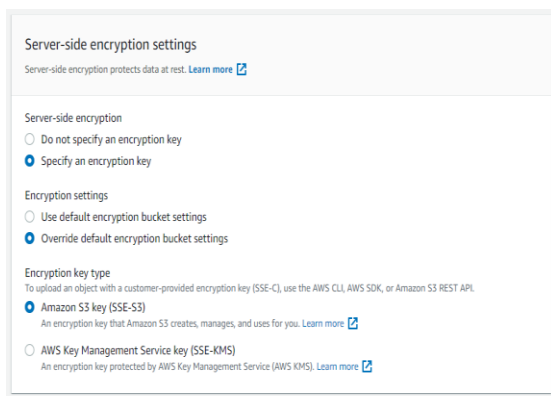 Server-side encryption settings
Server-side encryption protects data at rest. Learn more
Server-side encryption
Do not specify an encryption key
Specify an encryption key
Encryption settings
Use default encryption bucket settings
Override default encryption bucket settings
Encryption key type
To upload an object with a customer-provided encryption key (SSE-C), use the AWS CLI, AWS SDK, or Amazon S3 REST API.
Amazon S3 key (SSE-S3)
An encryption key that Amazon S3 creates, manages, and uses for you. Learn more
AWS Key Management Service key (SSE-KMS)
An encryption key protected by AWS Key Management Service (AWS KMS). Learn more